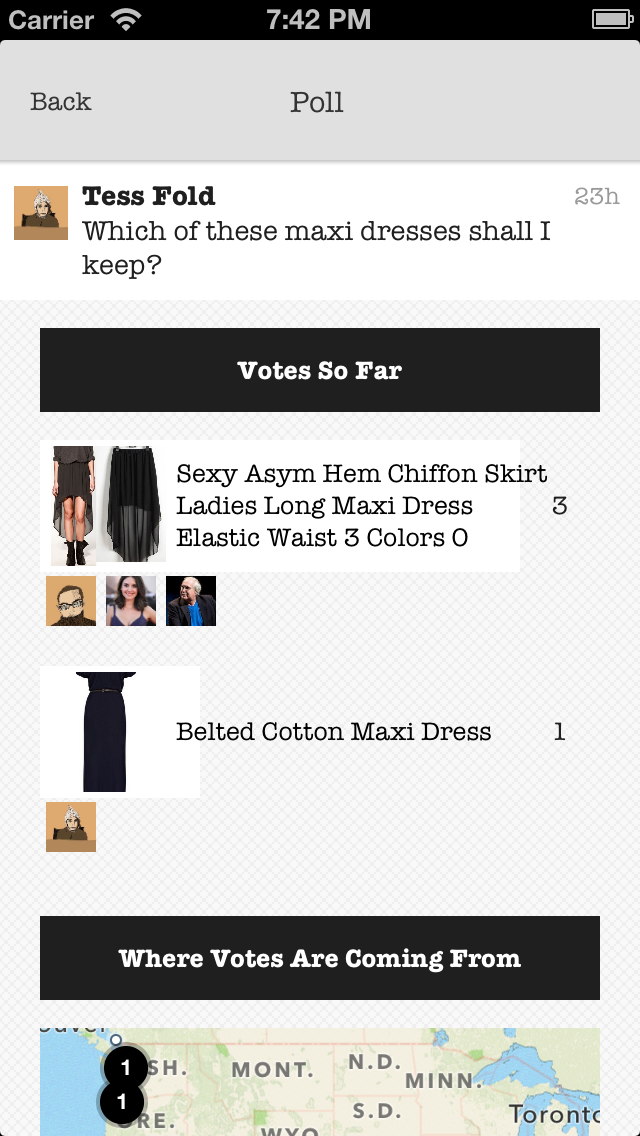 Carrier 7:42 PM
Back Poll
Tess Fold 23h
Which of these maxi dresses shall I
keep?
Votes So Far
Sexy Asym Hem Chiffon Skirt
Ladies Long Maxi Dress 3
Elastic Waist 3 Colors O
Belted Cotton Maxi Dress 1
Where Votes Are Coming From
1 SH. MONT. N.D. MINN.
1 RE. S.D. Toronto
WYO